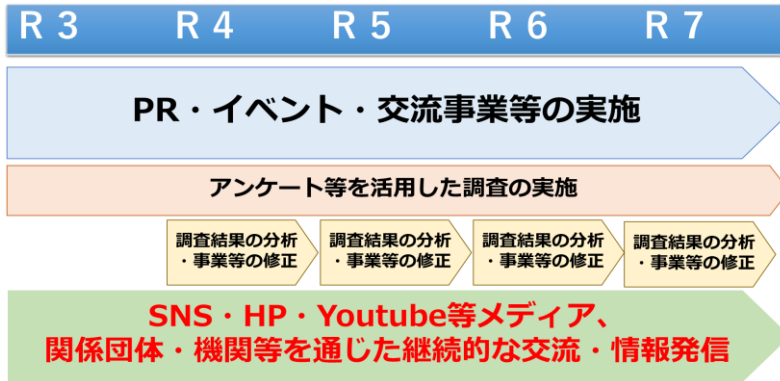 R3 R4 R5 R6 R7
PR・イベント・交流事業等の実施
アンケート等を活用した調査の実施
調査結果の分析
・事業等の修正
調査結果の分析
・事業等の修正
調査結果の分析
・事業等の修正
調査結果の分析
・事業等の修正
SNS・HP・Youtube等メディア、
関係団体・機関等を通じた継続的な交流・情報発信